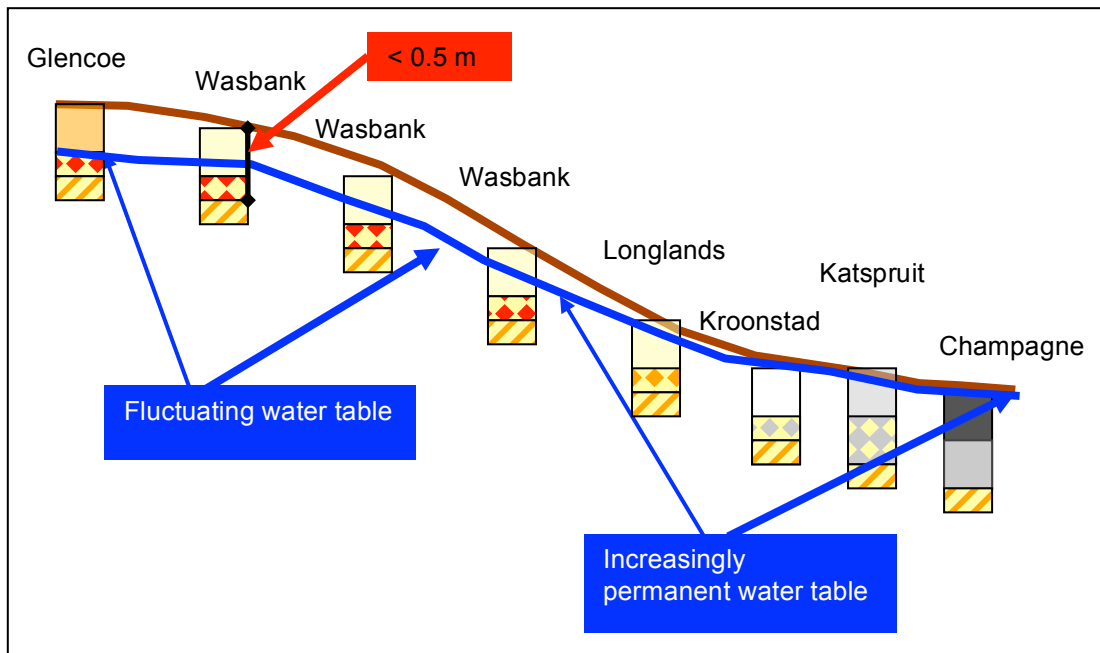 < 0.5 m
Glencoe
Wasbank
Wasbank
Wasbank
Longlands
Katspruit
Kroonstad
Champagne
Fluctuating water table
Increasingly
permanent water table